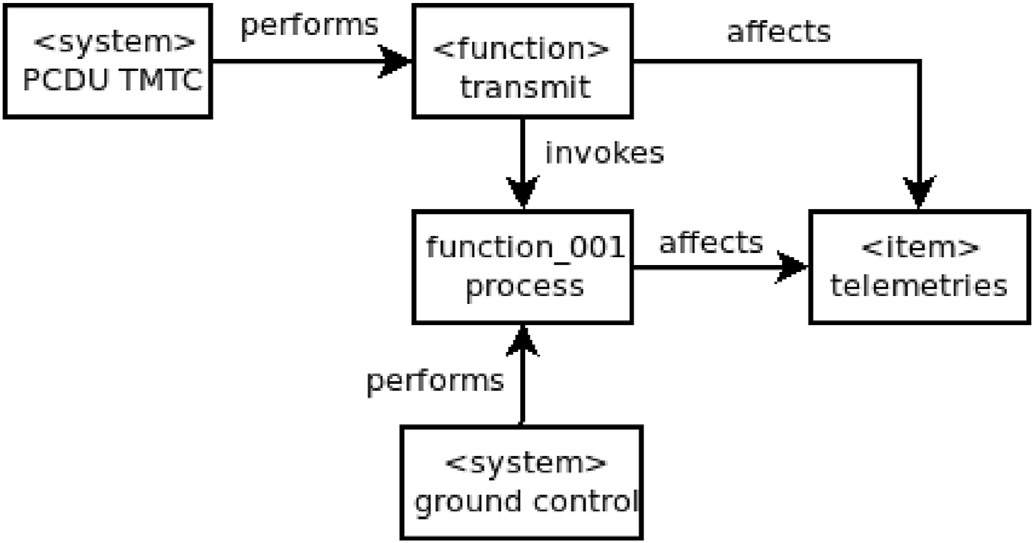 performs
affects
<system>
PCDU TMTC
<function>
transmit
invokes
function_001
process
affects
<item>
telemetries
performs
<system>
ground control